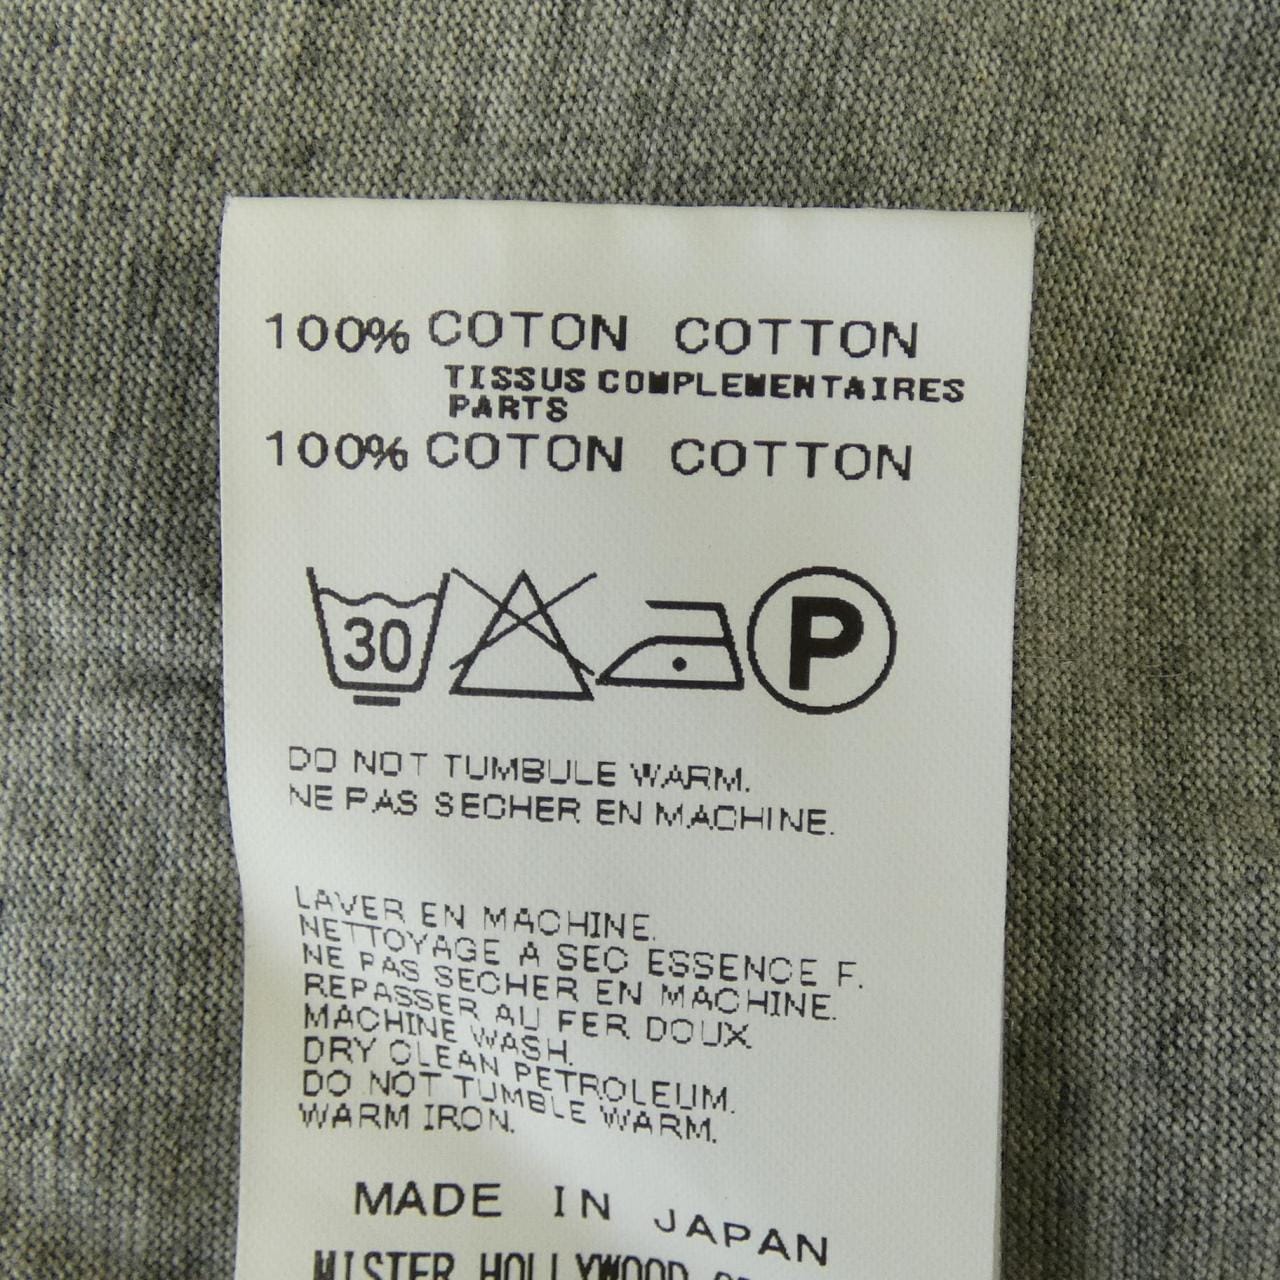 100% COTON COTTON
TISSUS COMPLEMENTAIRES
PARTS
100% COTON COTTON
30 P
DO NOT TUMBULE WARM.
NE PAS SECHER EN MACHINE.
LAVER EN MACHINE.
NETTOYAGE A SEC ESSENCE F.
NE PAS SECHER EN MACHINE.
REPASSER AU FER DOUX
MACHINE WASH.
DRY CLEAN PETROLEUM.
DO NOT TUMBLE WARM.
WARM IRON.
MADE IN JAPAN
MISTER HOLLYWOOD